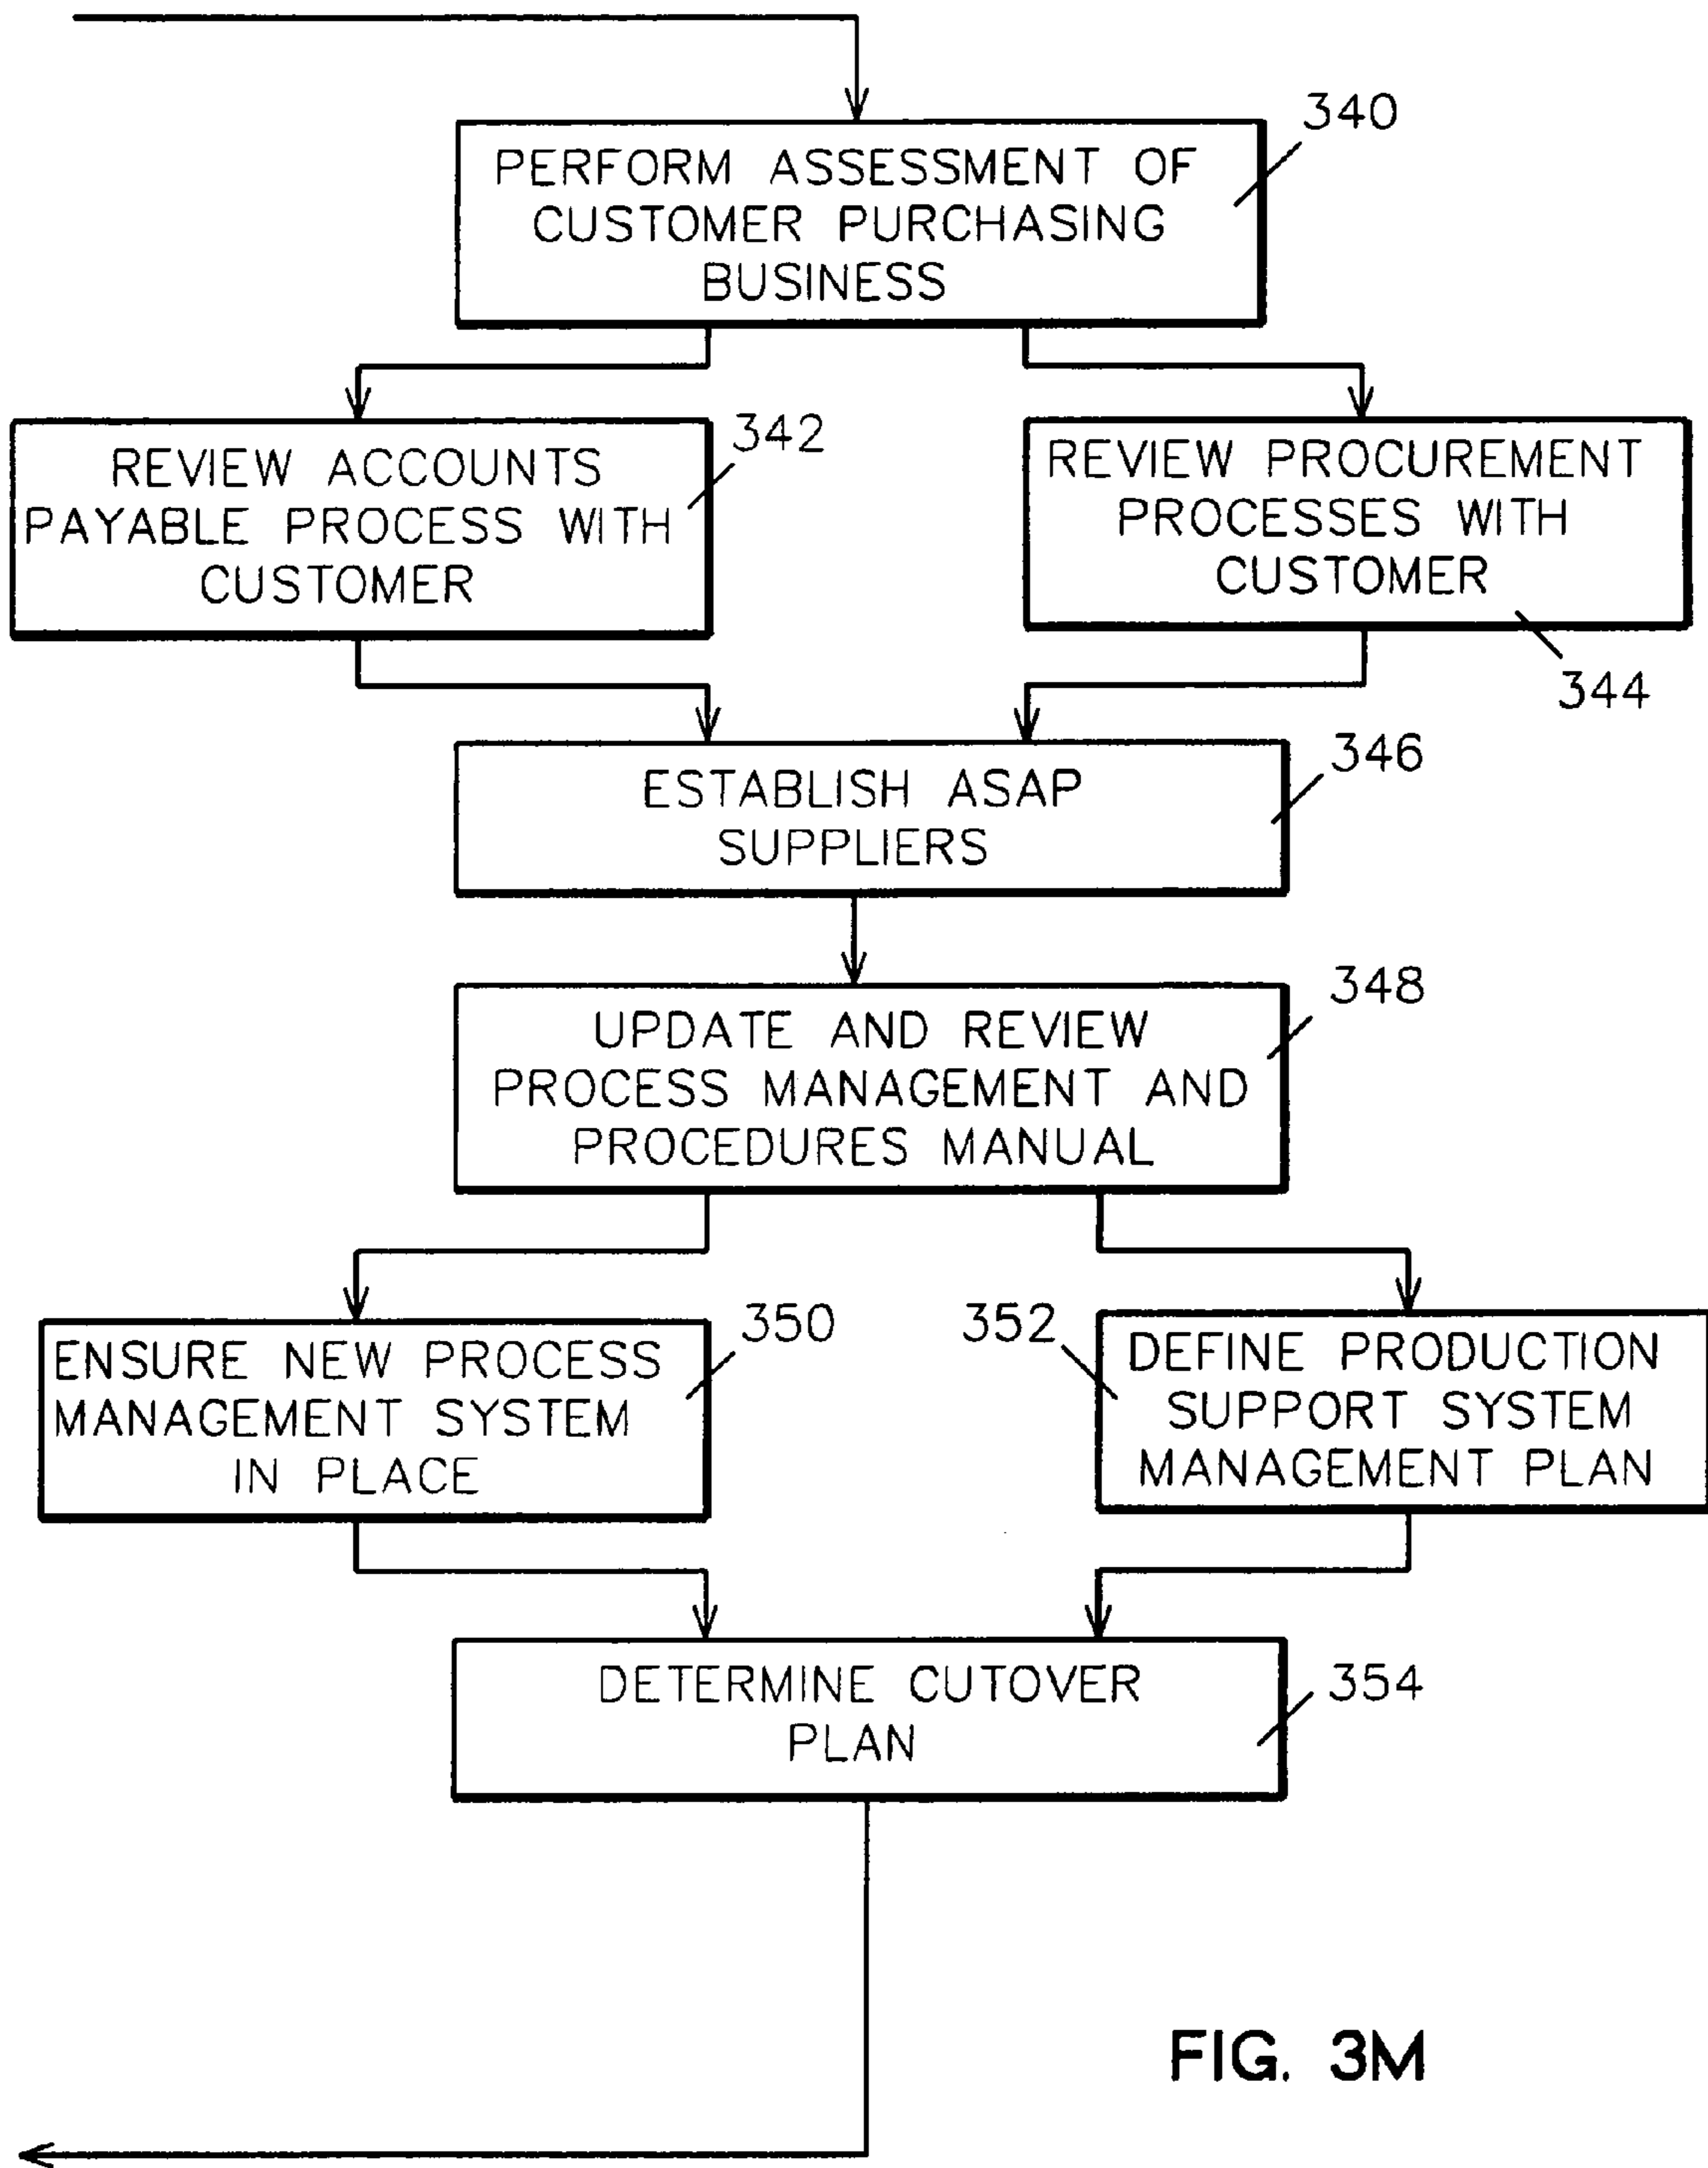 340
PERFORM ASSESSMENT OF
CUSTOMER PURCHASING
BUSINESS
342
REVIEW ACCOUNTS
PAYABLE PROCESS WITH
CUSTOMER
REVIEW PROCUREMENT
PROCESSES WITH
CUSTOMER
344
346
ESTABLISH ASAP
SUPPLIERS
348
UPDATE AND REVIEW
PROCESS MANAGEMENT AND
PROCEDURES MANUAL
350
ENSURE NEW PROCESS
MANAGEMENT SYSTEM
IN PLACE
352
DEFINE PRODUCTION
SUPPORT SYSTEM
MANAGEMENT PLAN
354
DETERMINE CUTOVER
PLAN
FIG. 3M